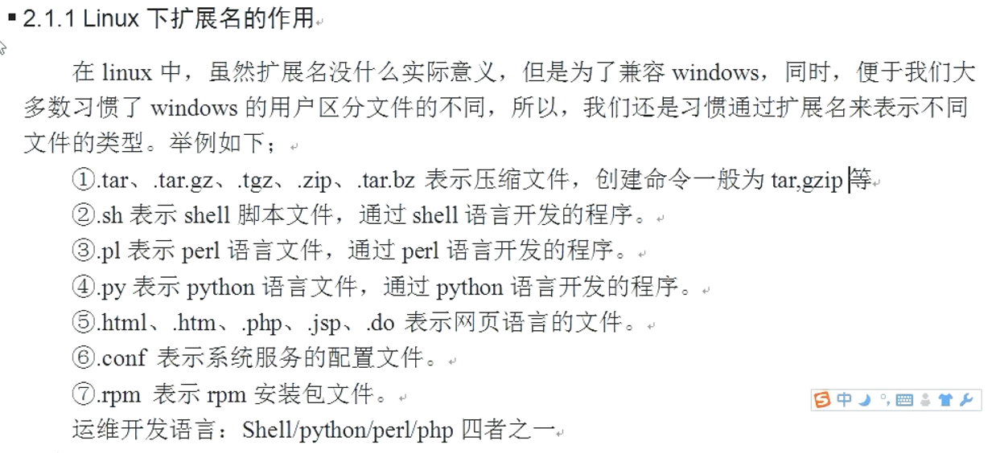 2.1.1 Linux 下扩展名的作用
在 linux 中，虽然扩展名没什么实际意义，但是为了兼容 windows，同时，便于我们大
多数习惯了 windows 的用户区分文件的不同，所以，我们还是习惯通过扩展名来表示不同
文件的类型。举例如下；
①.tar、.tar.gz、.tgz、.zip、.tar.bz 表示压缩文件，创建命令一般为 tar,gzip 等
②.sh 表示 shell 脚本文件，通过 shell 语言开发的程序。
③.pl 表示 perl 语言文件，通过 perl 语言开发的程序。
④.py 表示 python 语言文件，通过 python 语言开发的程序。
⑤.html、.htm、.php、.jsp、.do 表示网页语言的文件。
⑥.conf 表示系统服务的配置文件。
⑦.rpm 表示 rpm 安装包文件。
S 中
运维开发语言：Shell/python/perl/php 四者之一